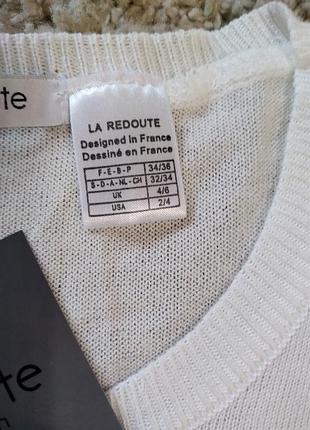 te
LA REDOUTE
Designed in France
Dessiné en France
F-E-B-P 34/36
S-D-A-NL-CH 32/34
UK 4/6
USA 2/4
te